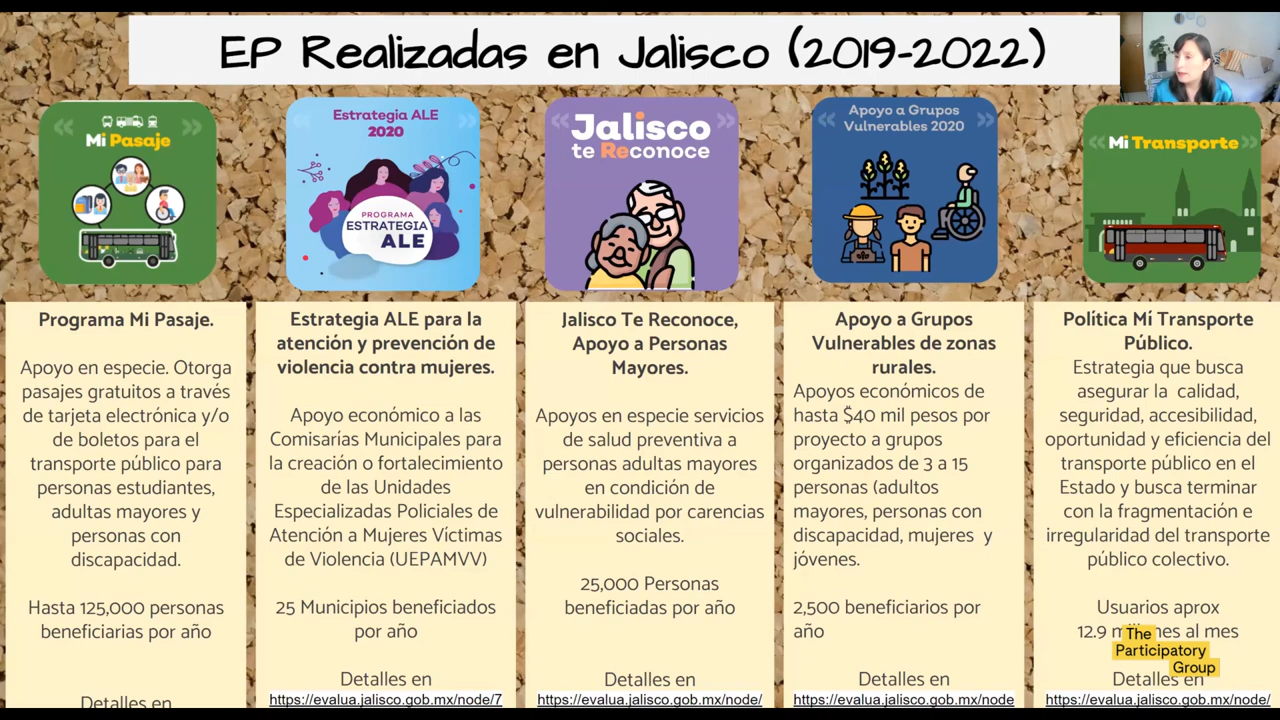 EP Realizadas en Jalisco (2019-2022)
Mi Pasaje
Estrategia ALE
2020
PROGRAMA
ESTRATEGIA
ALE
Jalisco
te Reconoce
Apoyo a Grupos
Vulnerables 2020
Mi Transporte
Programa Mi Pasaje.
Apoyo en especie. Otorga
pasajes gratuitos a través
de tarjeta electrónica y/o
de boletos para el
transporte público para
personas estudiantes,
adultas mayores y
personas con
discapacidad.
Hasta 125,000 personas
beneficiarias por año
Detalles en
Estrategia ALE para la
atención y prevención de
violencia contra mujeres.
Apoyo económico a las
Comisarías Municipales para
la creación o fortalecimiento
de las Unidades
Especializadas Policiales de
Atención a Mujeres Víctimas
de Violencia (UEPAMVV)
25 Municipios beneficiados
por año
Detalles en
https://evalua.jalisco.gob.mx/node/7
Jalisco Te Reconoce,
Apoyo a Personas
Mayores.
Apoyos en especie servicios
de salud preventiva a
personas adultas mayores
en condición de
vulnerabilidad por carencias
sociales.
25,000 Personas
beneficiadas por año
Detalles en
https://evalua.jalisco.gob.mx/node/
Apoyo a Grupos
Vulnerables de zonas
rurales.
Apoyos económicos de
hasta $40 mil pesos por
proyecto a grupos
organizados de 3 a 15
personas (adultos
mayores, personas con
discapacidad, mujeres y
jóvenes.
2,500 beneficiarios por
año
Detalles en
https://evalua.jalisco.gob.mx/node
Política Mí Transporte
Público.
Estrategia que busca
asegurar la calidad,
seguridad, accesibilidad,
oportunidad y eficiencia del
transporte público en el
Estado y busca terminar
con la fragmentación e
irregularidad del transporte
público colectivo.
Usuarios aprox
12.9 al mes
Detalles en
https://evalua.jalisco.gob.mx/node/
The
Participatory
Group